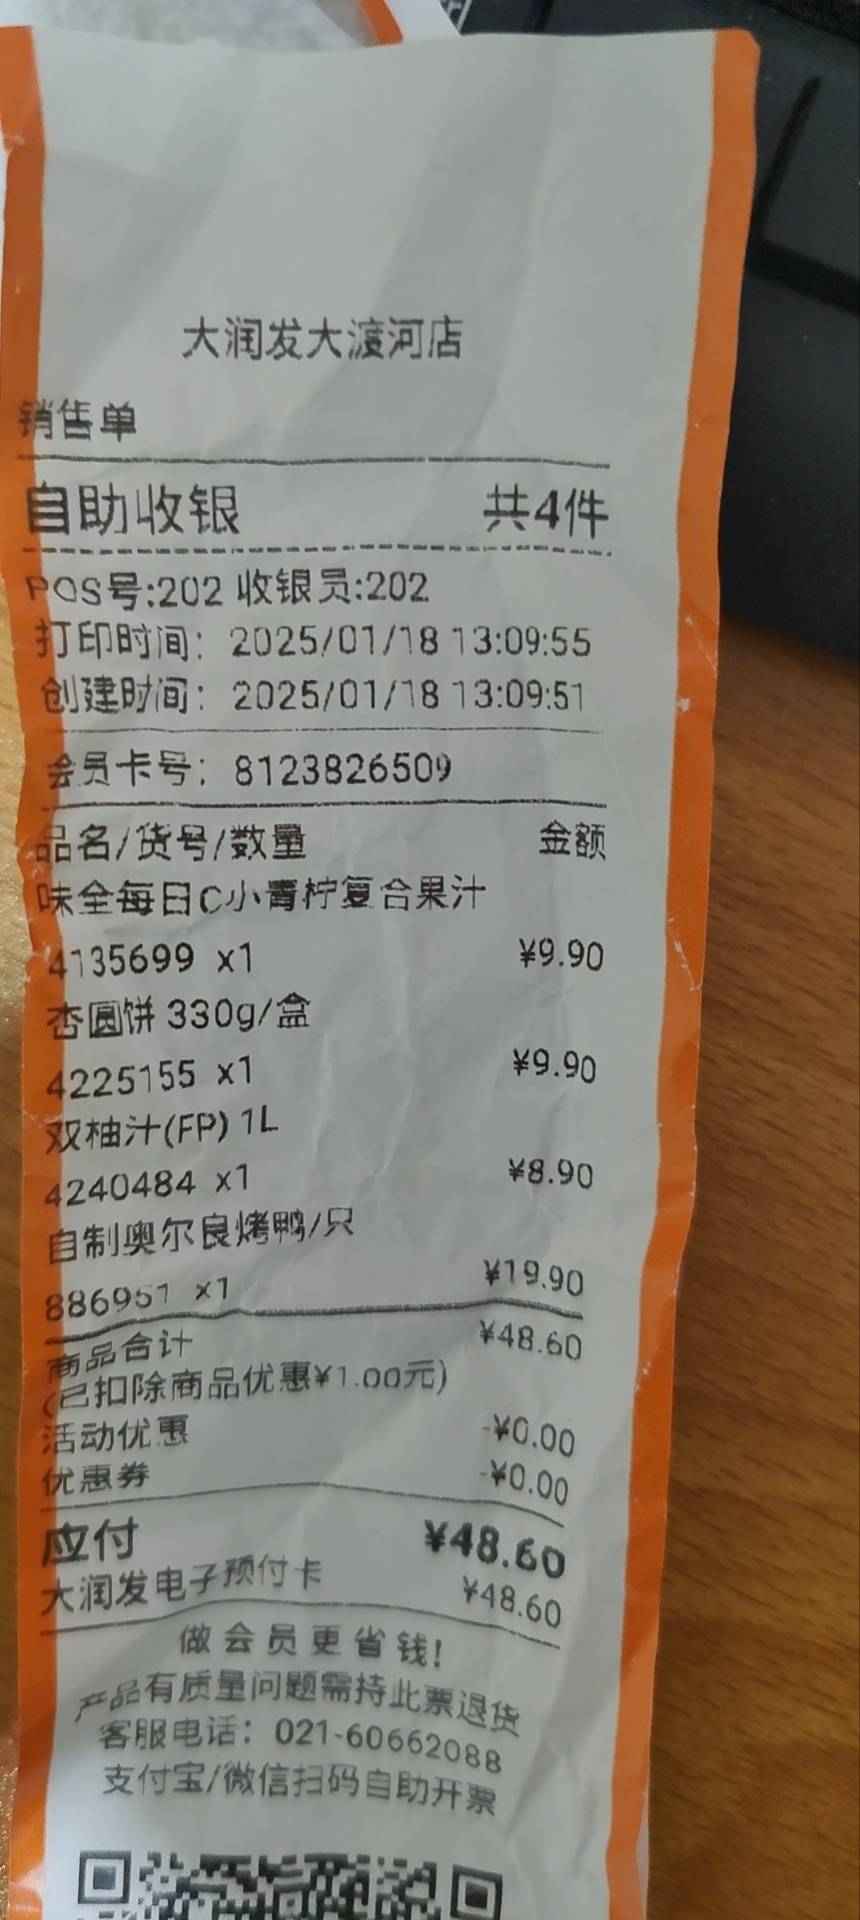 大润发大渡河店
销售单
自助收银 共4件
POS号:202 收银员:202
打印时间: 2025/01/18 13:09:55
创建时间: 2025/01/18 13:09:51
会员卡号: 8123826509
品名/货号/数量 金额
味全每日C小青柠复合果汁
4135699 x1 ¥9.90
杏圆饼 330g/盒
4225155 x1 ¥9.90
双柚汁(FP) 1L
4240484 x1 ¥8.90
自制奥尔良烤鸭/只
886951 x1 ¥19.90
商品合计 ¥48.60
(已扣除商品优惠¥1.00元)
活动优惠 -¥0.00
优惠券 -¥0.00
应付 ¥48.60
大润发电子预付卡 ¥48.60
做会员更省钱!
产品有质量问题需持此票退货
客服电话: 021-60662088
支付宝/微信扫码自助开票